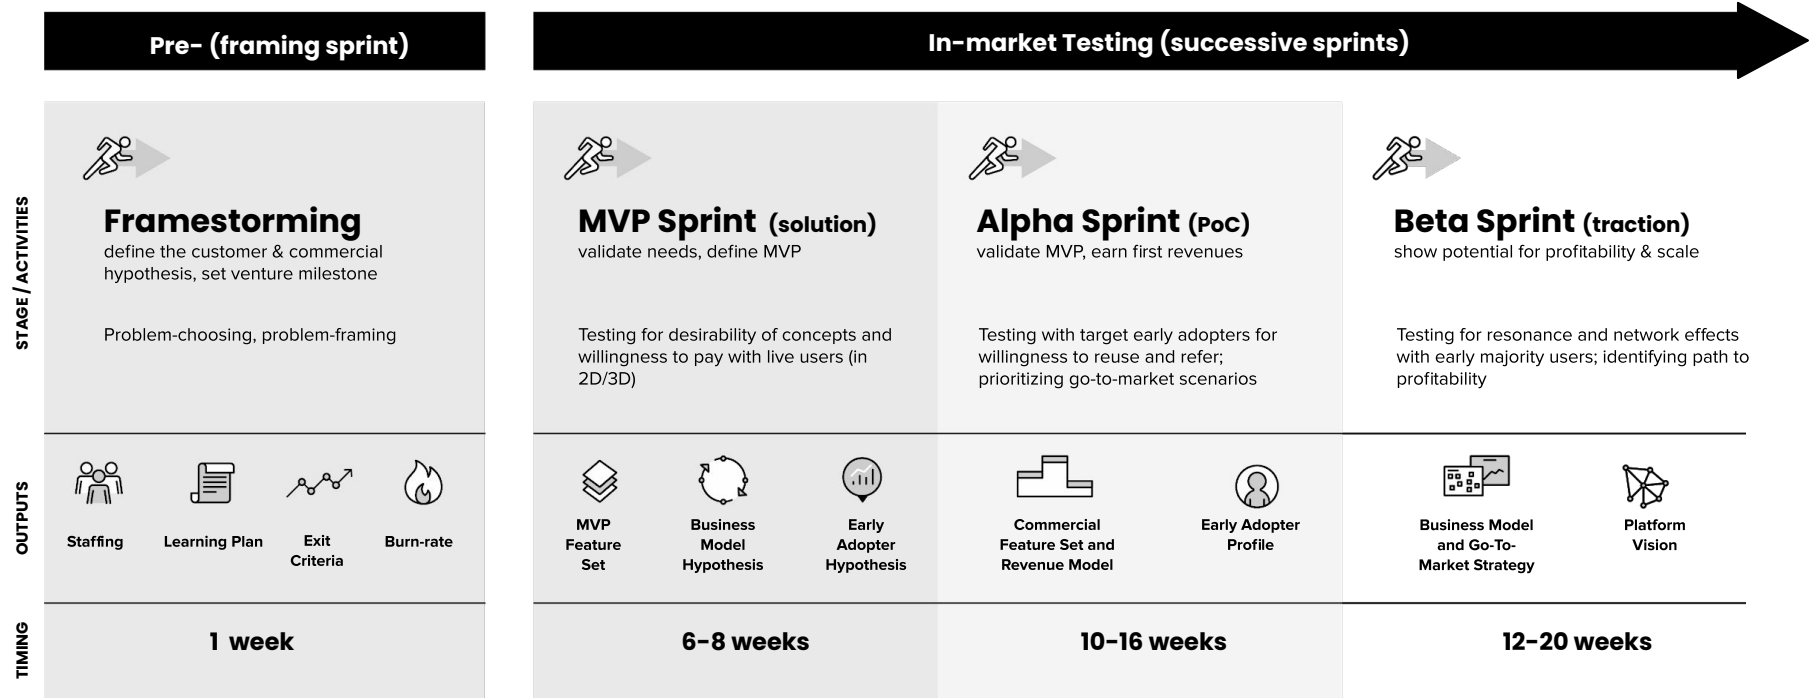 Pre- (framing sprint)
In-market Testing (successive sprints)
STAGE / ACTIVITIES
Framestorming
define the customer & commercial
hypothesis, set venture milestone
Problem-choosing, problem-framing
MVP Sprint (solution)
validate needs, define MVP
Testing for desirability of concepts and
willingness to pay with live users (in
2D/3D)
Alpha Sprint (PoC)
validate MVP, earn first revenues
Testing with target early adopters for
willingness to reuse and refer;
prioritizing go-to-market scenarios
Beta Sprint (traction)
show potential for profitability & scale
Testing for resonance and network effects
with early majority users; identifying path to
profitability
OUTPUTS
Staffing
Learning Plan
Exit
Criteria
Burn-rate
MVP
Feature
Set
Business
Model
Hypothesis
Early
Adopter
Hypothesis
Commercial
Feature Set and
Revenue Model
Early Adopter
Profile
Business Model
and Go-To-
Market Strategy
Platform
Vision
TIMING
1 week
6-8 weeks
10-16 weeks
12-20 weeks